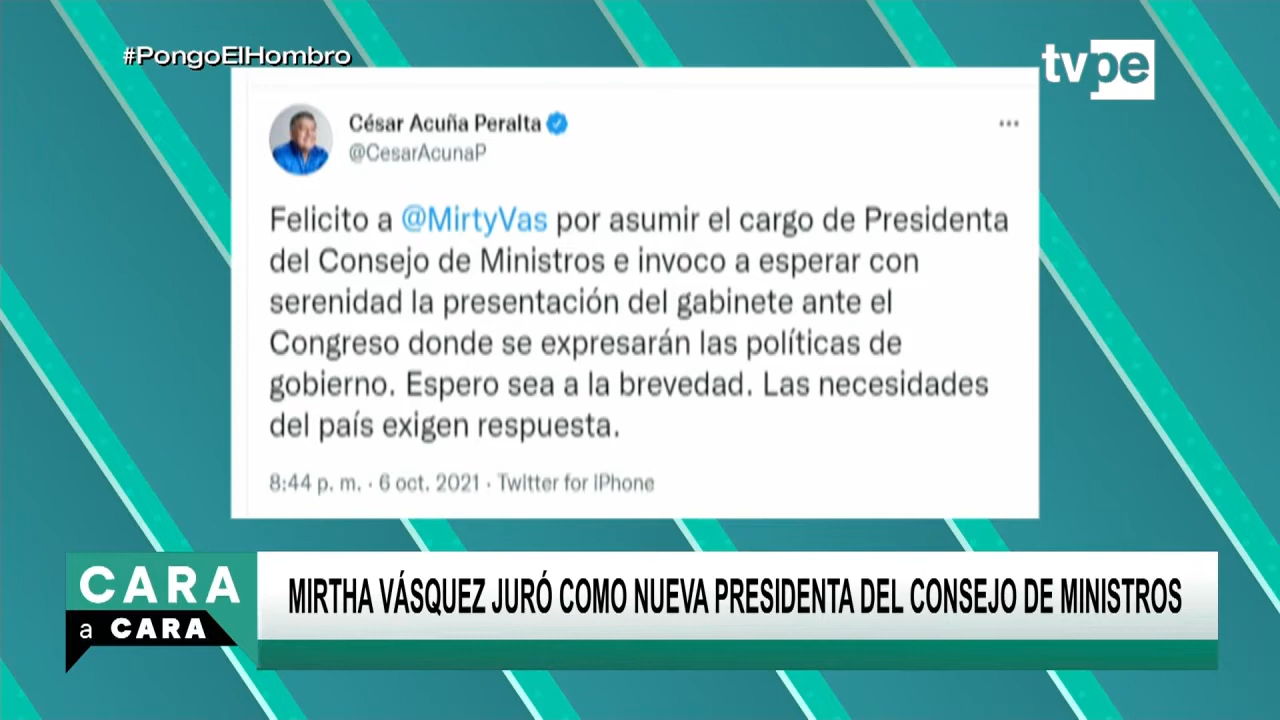 #PongoElHombro
tvpe
César Acuña Peralta
@CesarAcunaP
Felicito a @MirtyVas por asumir el cargo de Presidenta
del Consejo de Ministros e invoco a esperar con
serenidad la presentación del gabinete ante el
Congreso donde se expresarán las políticas de
gobierno. Espero sea a la brevedad. Las necesidades
del país exigen respuesta.
8:44 p. m. · 6 oct. 2021 · Twitter for iPhone
CARA
a CARA
MIRTHA VÁSQUEZ JURÓ COMO NUEVA PRESIDENTA DEL CONSEJO DE MINISTROS